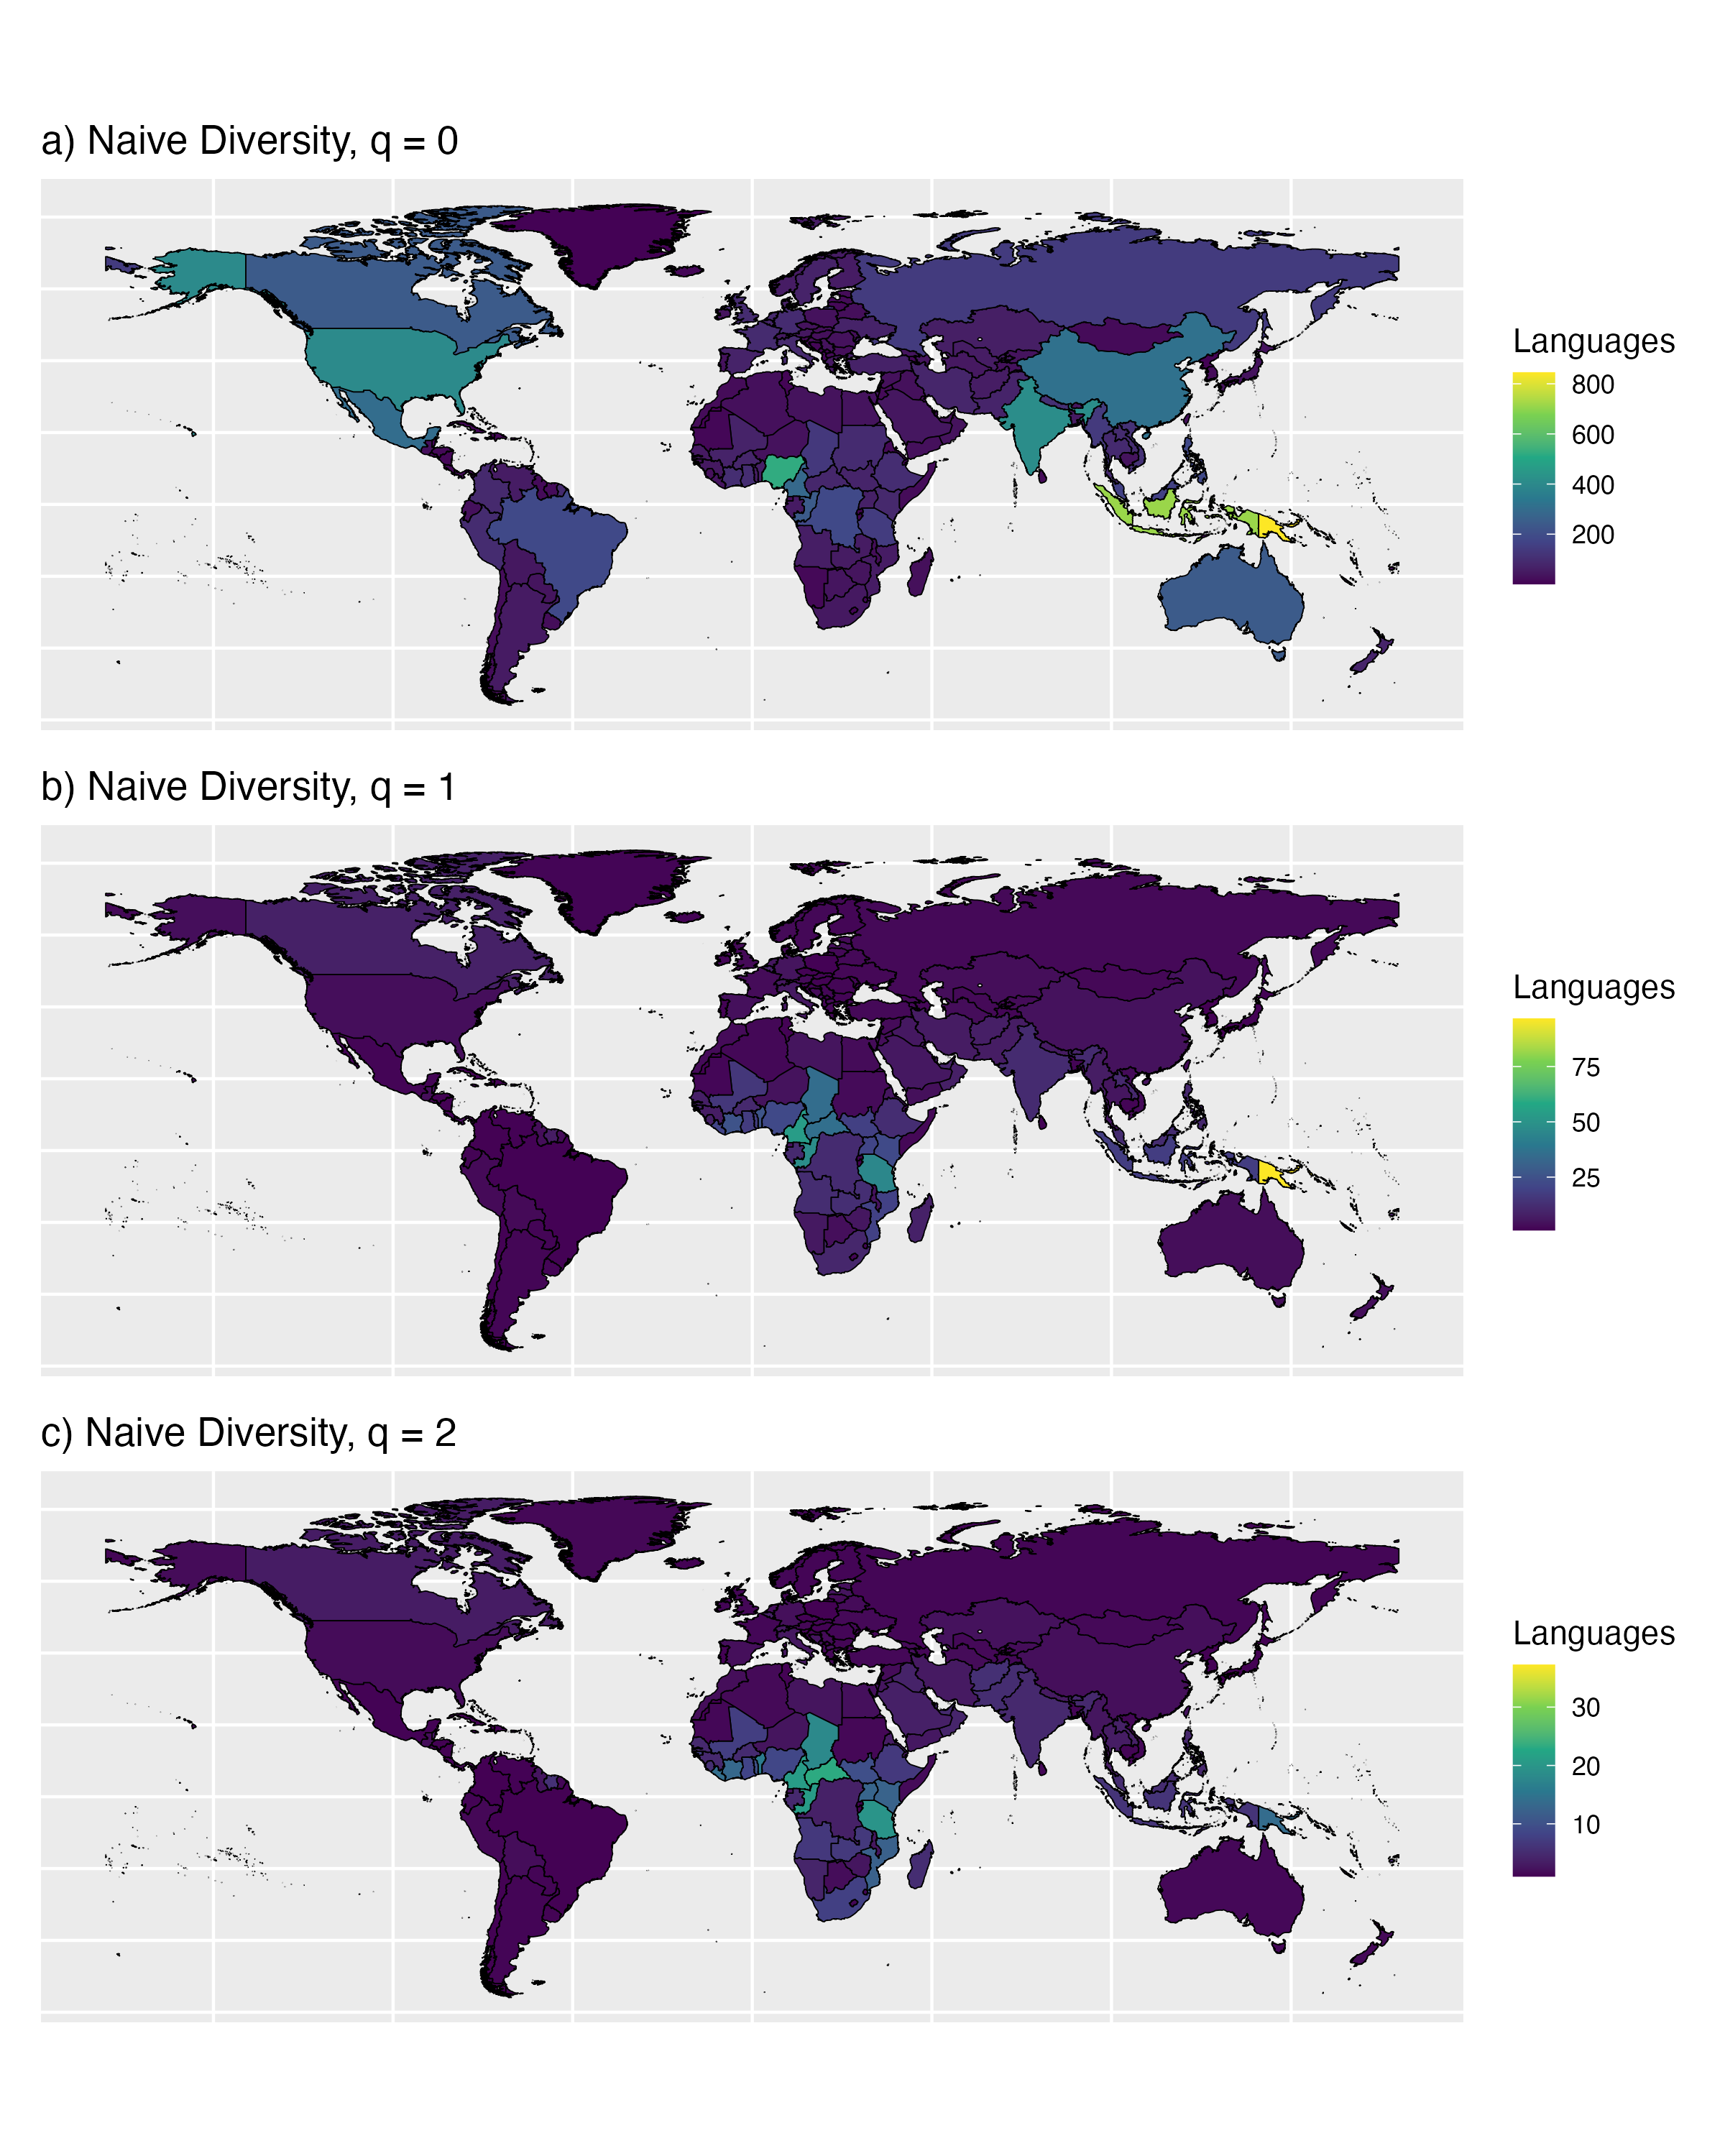 a) Naive Diversity, q = 0
Languages
800
600
400
200
b) Naive Diversity, q = 1
Languages
75
50
25
c) Naive Diversity, q = 2
Languages
30
20
10